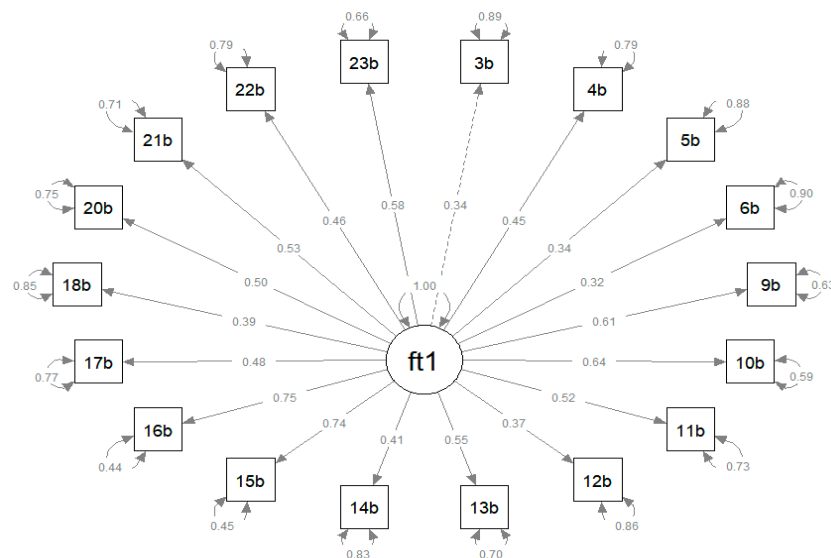 0.66 0.89
0.79 23b 3b 0.79
22b 4b
0.71 0.88
21b 5b
0.75 20b 6b 0.90
0.46 0.58 0.34 0.45
0.53 0.34
0.50 0.32
0.85 18b 1.00 9b 0.63
0.39 0.61
0.77 17b 0.48 ft1 0.64 10b 0.59
0.75 0.52
16b 11b
0.74 0.41 0.55 0.37
0.44 0.73
15b 12b
14b 13b
0.45 0.86
0.83 0.70